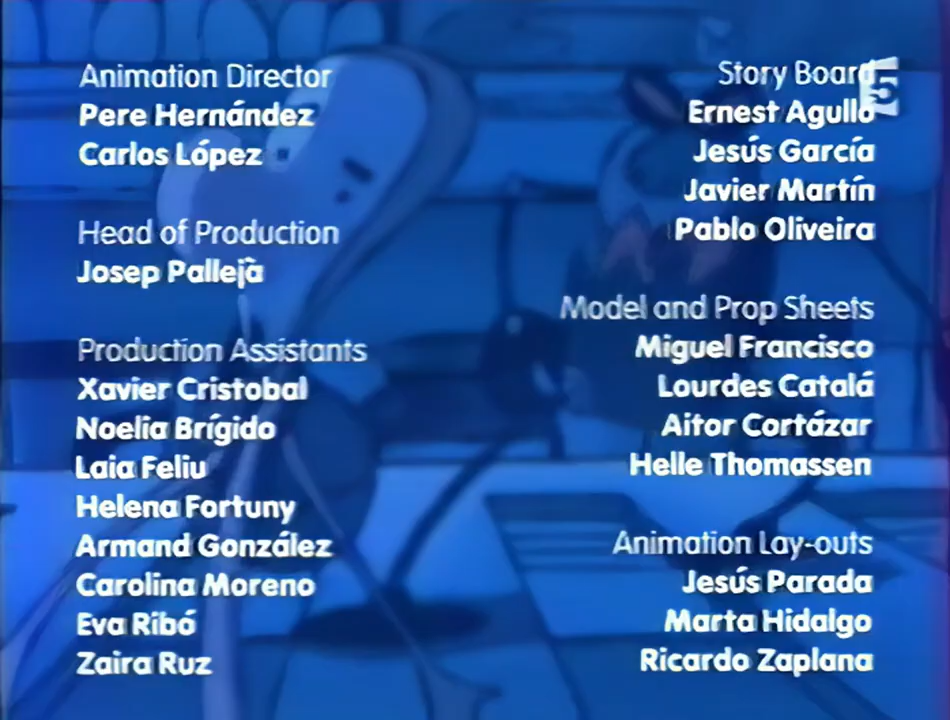 Animation Director
Pere Hernández
Carlos López
Head of Production
Josep Pallejà
Production Assistants
Xavier Cristobal
Noelia Brígido
Laia Feliu
Helena Fortuny
Armand González
Carolina Moreno
Eva Ribó
Zaira Ruz
Story Board
Ernest Agulló
Jesús García
Javier Martín
Pablo Oliveira
Model and Prop Sheets
Miguel Francisco
Lourdes Catalá
Aitor Cortázar
Helle Thomassen
Animation Lay-outs
Jesús Parada
Marta Hidalgo
Ricardo Zaplana
5